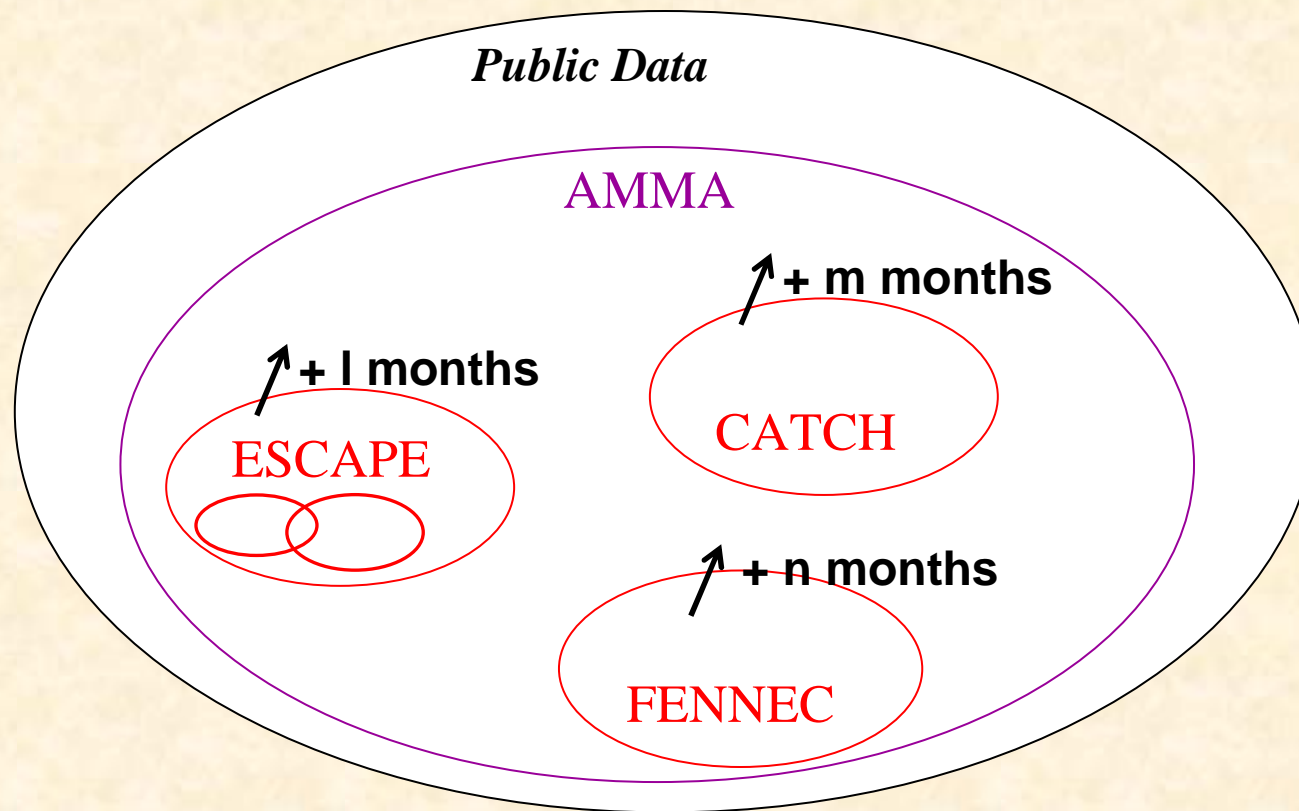 Public Data
AMMA
+ m months
+ l months
CATCH
ESCAPE
+ n months
FENNEC